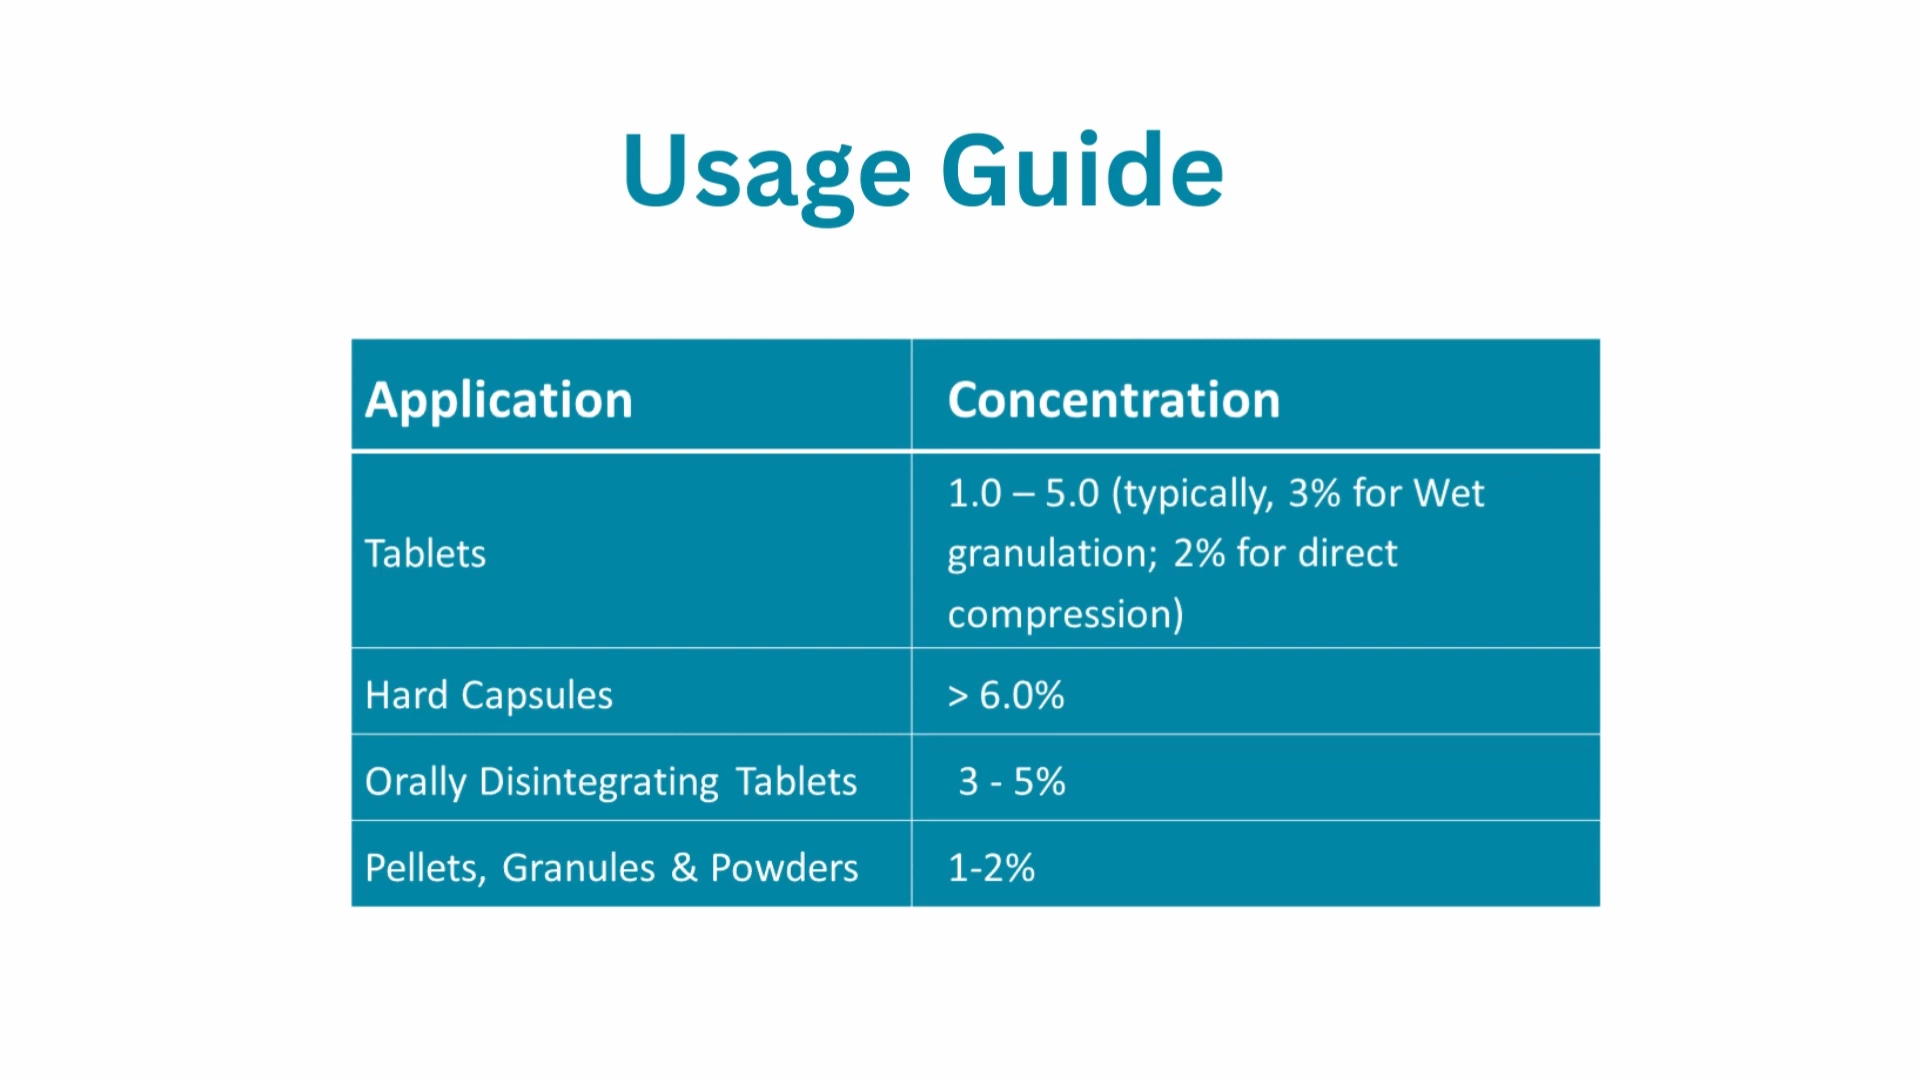 Usage Guide
Application
Concentration
Tablets
1.0 – 5.0 (typically, 3% for Wet
granulation; 2% for direct
compression)
Hard Capsules
> 6.0%
Orally Disintegrating Tablets
3 - 5%
Pellets, Granules & Powders
1-2%